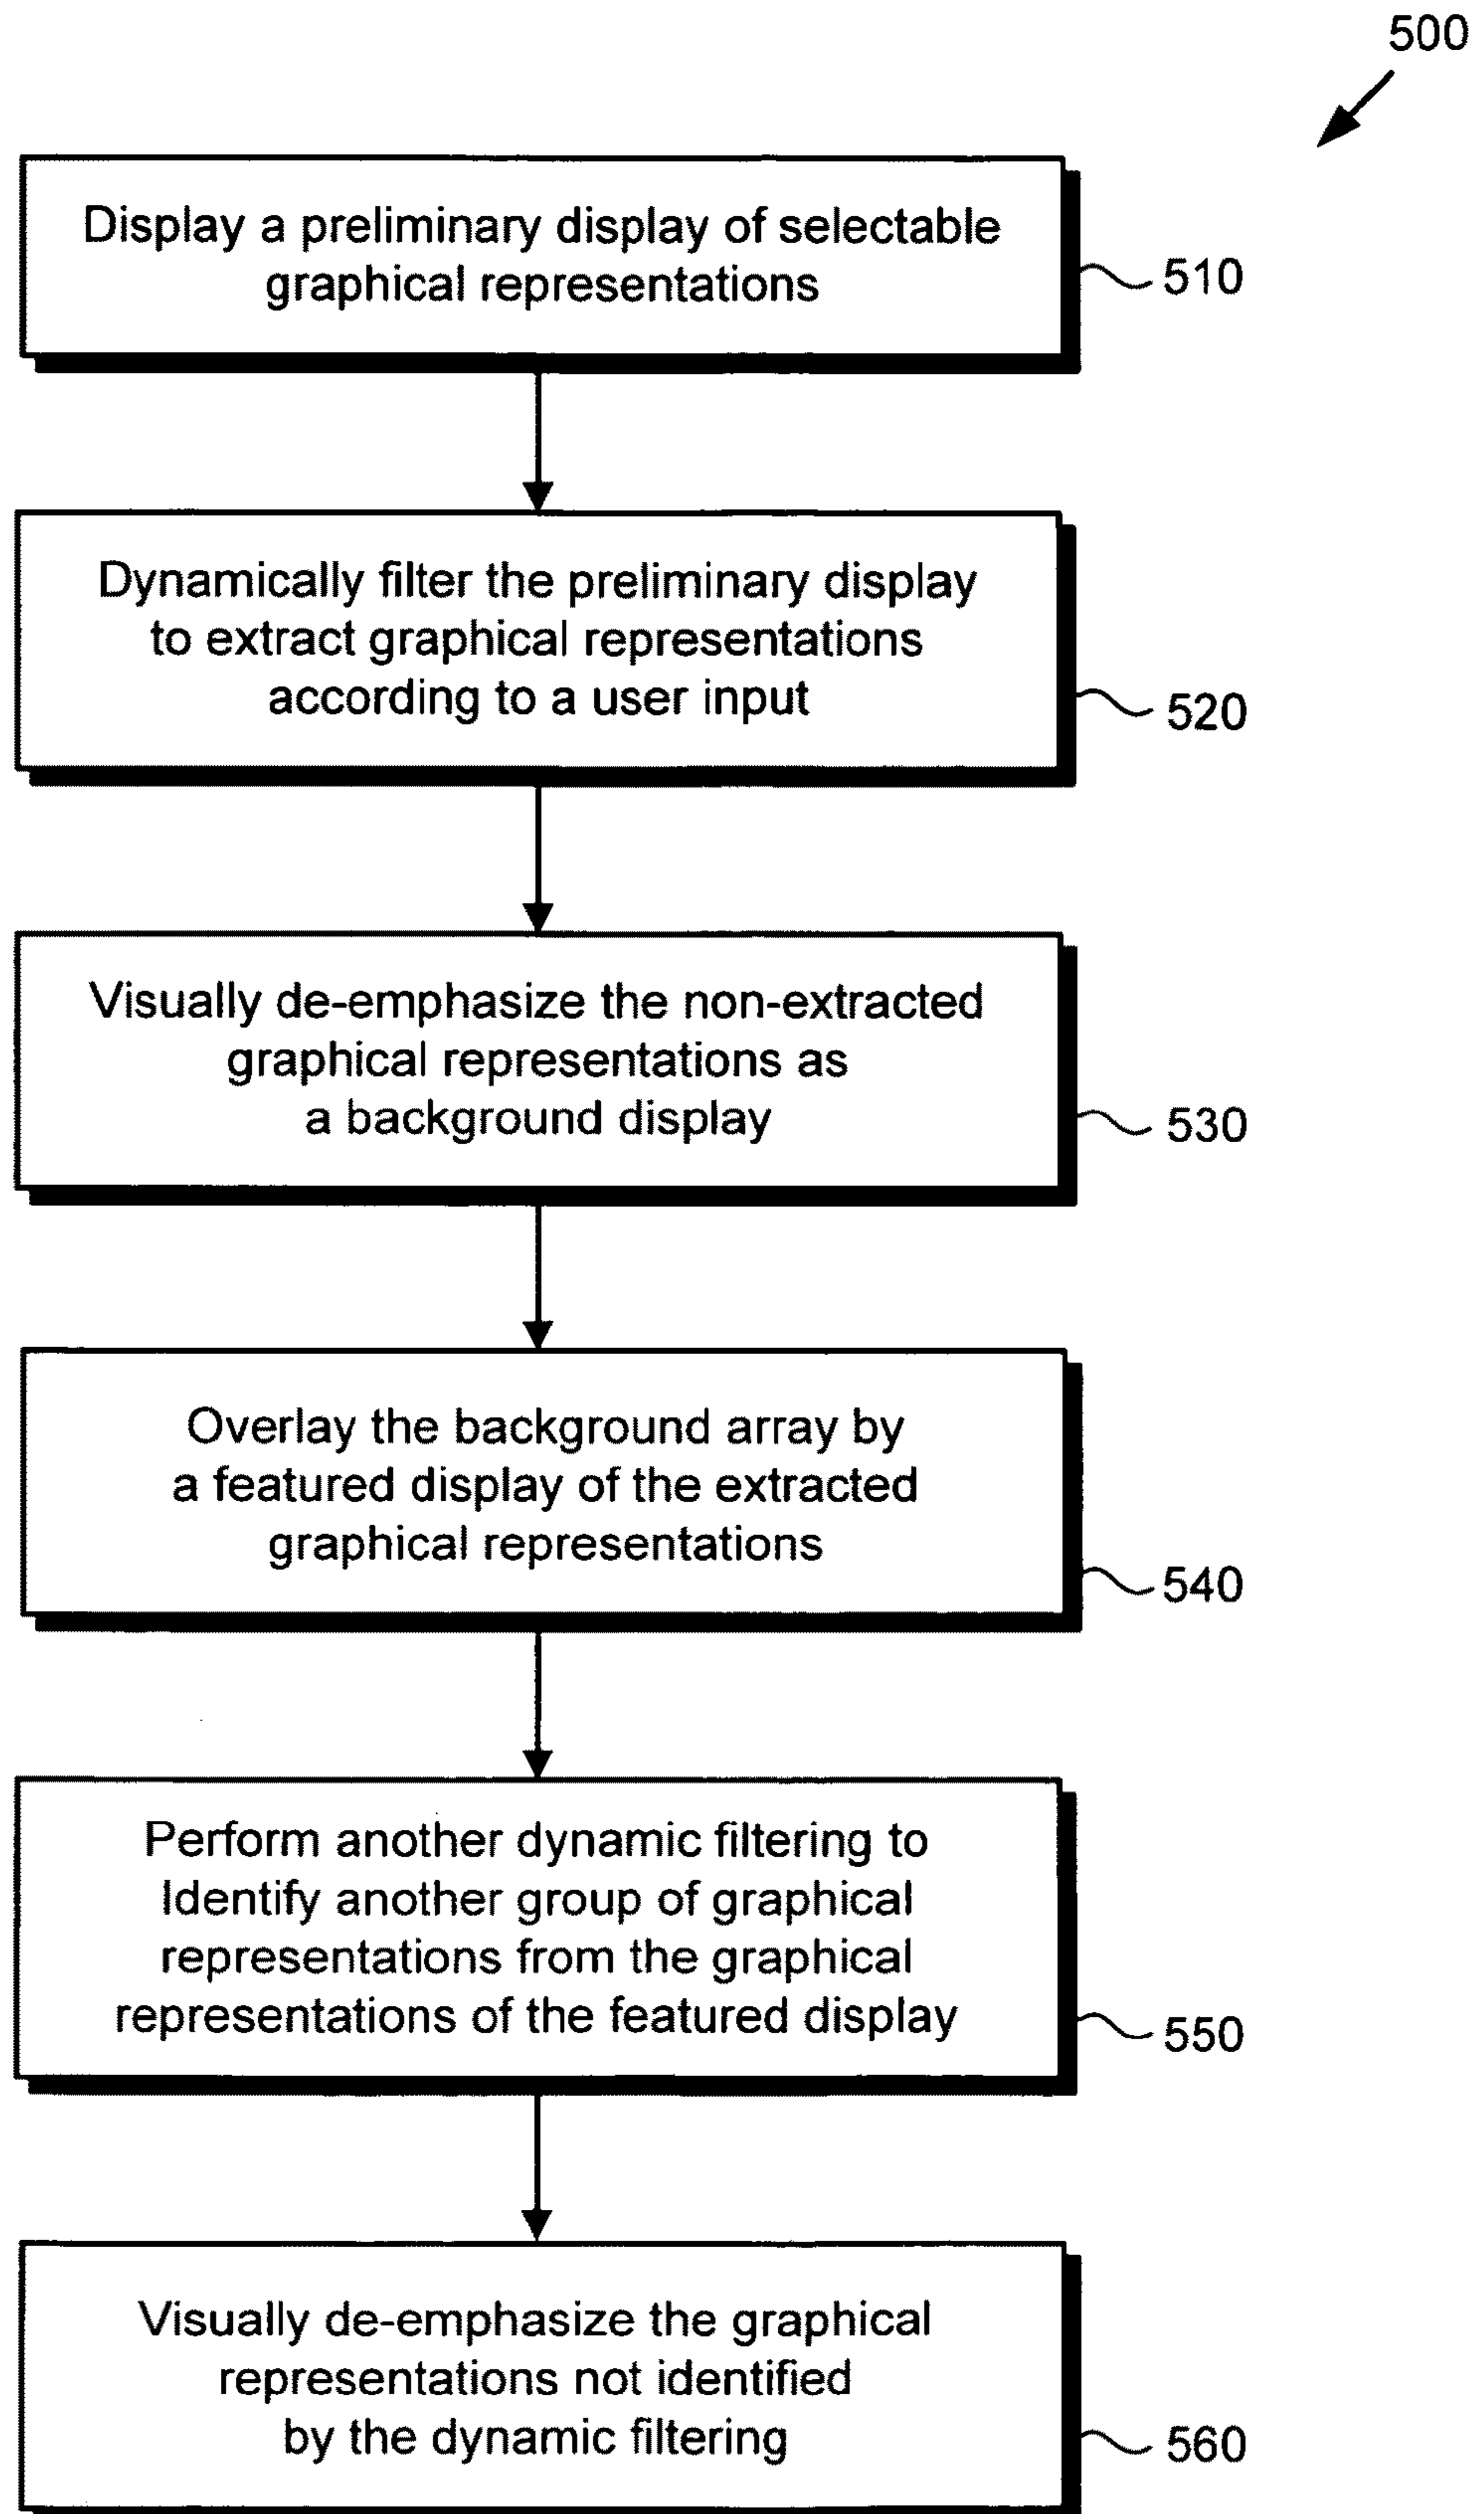 500
Display a preliminary display of selectable
graphical representations
510
Dynamically filter the preliminary display
to extract graphical representations
according to a user input
520
Visually de-emphasize the non-extracted
graphical representations as
a background display
530
Overlay the background array by
a featured display of the extracted
graphical representations
540
Perform another dynamic filtering to
Identify another group of graphical
representations from the graphical
representations of the featured display
550
Visually de-emphasize the graphical
representations not identified
by the dynamic filtering
560